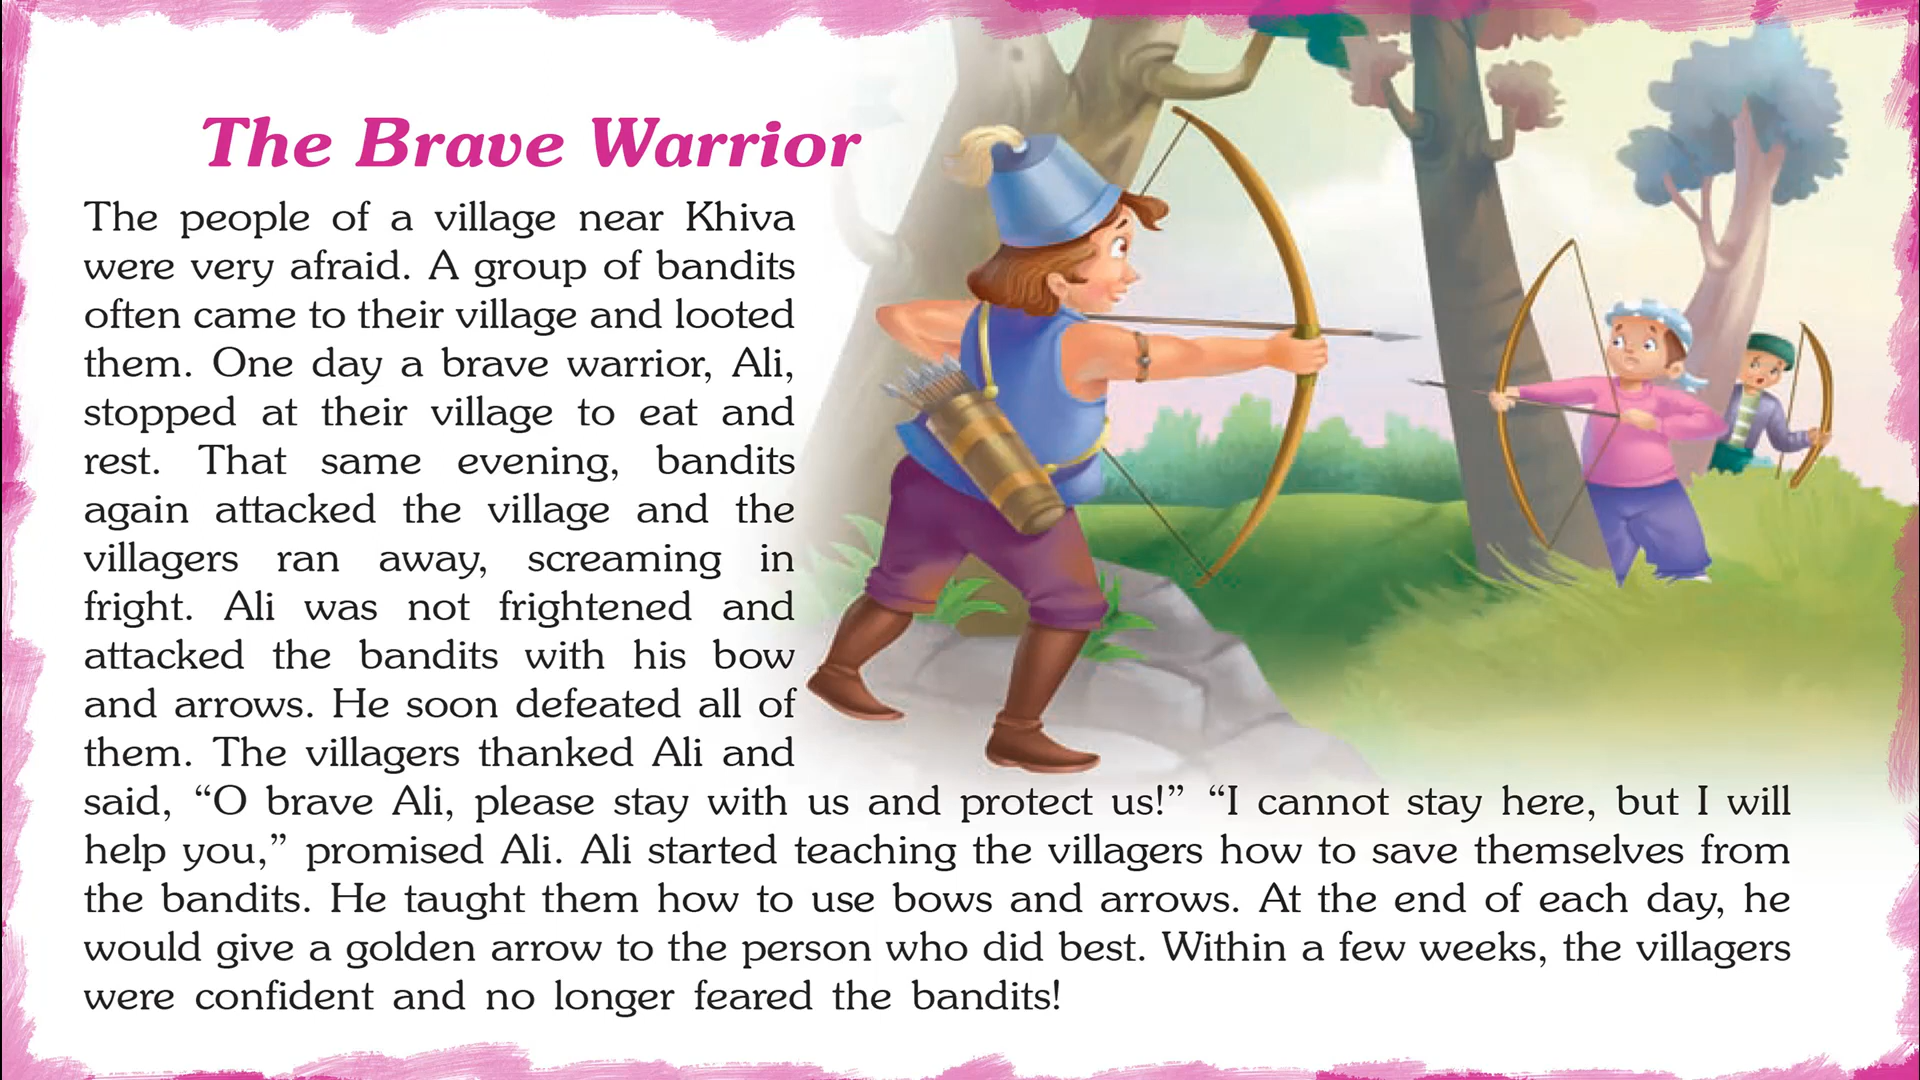 The Brave Warrior
The people of a village near Khiva
were very afraid. A group of bandits
often came to their village and looted
them. One day a brave warrior, Ali,
stopped at their village to eat and
rest. That same evening, bandits
again attacked the village and the
villagers ran away, screaming in
fright. Ali was not frightened and
attacked the bandits with his bow
and arrows. He soon defeated all of
them. The villagers thanked Ali and
said, “O brave Ali, please stay with us and protect us!” “I cannot stay here, but I will
help you,” promised Ali. Ali started teaching the villagers how to save themselves from
the bandits. He taught them how to use bows and arrows. At the end of each day, he
would give a golden arrow to the person who did best. Within a few weeks, the villagers
were confident and no longer feared the bandits!